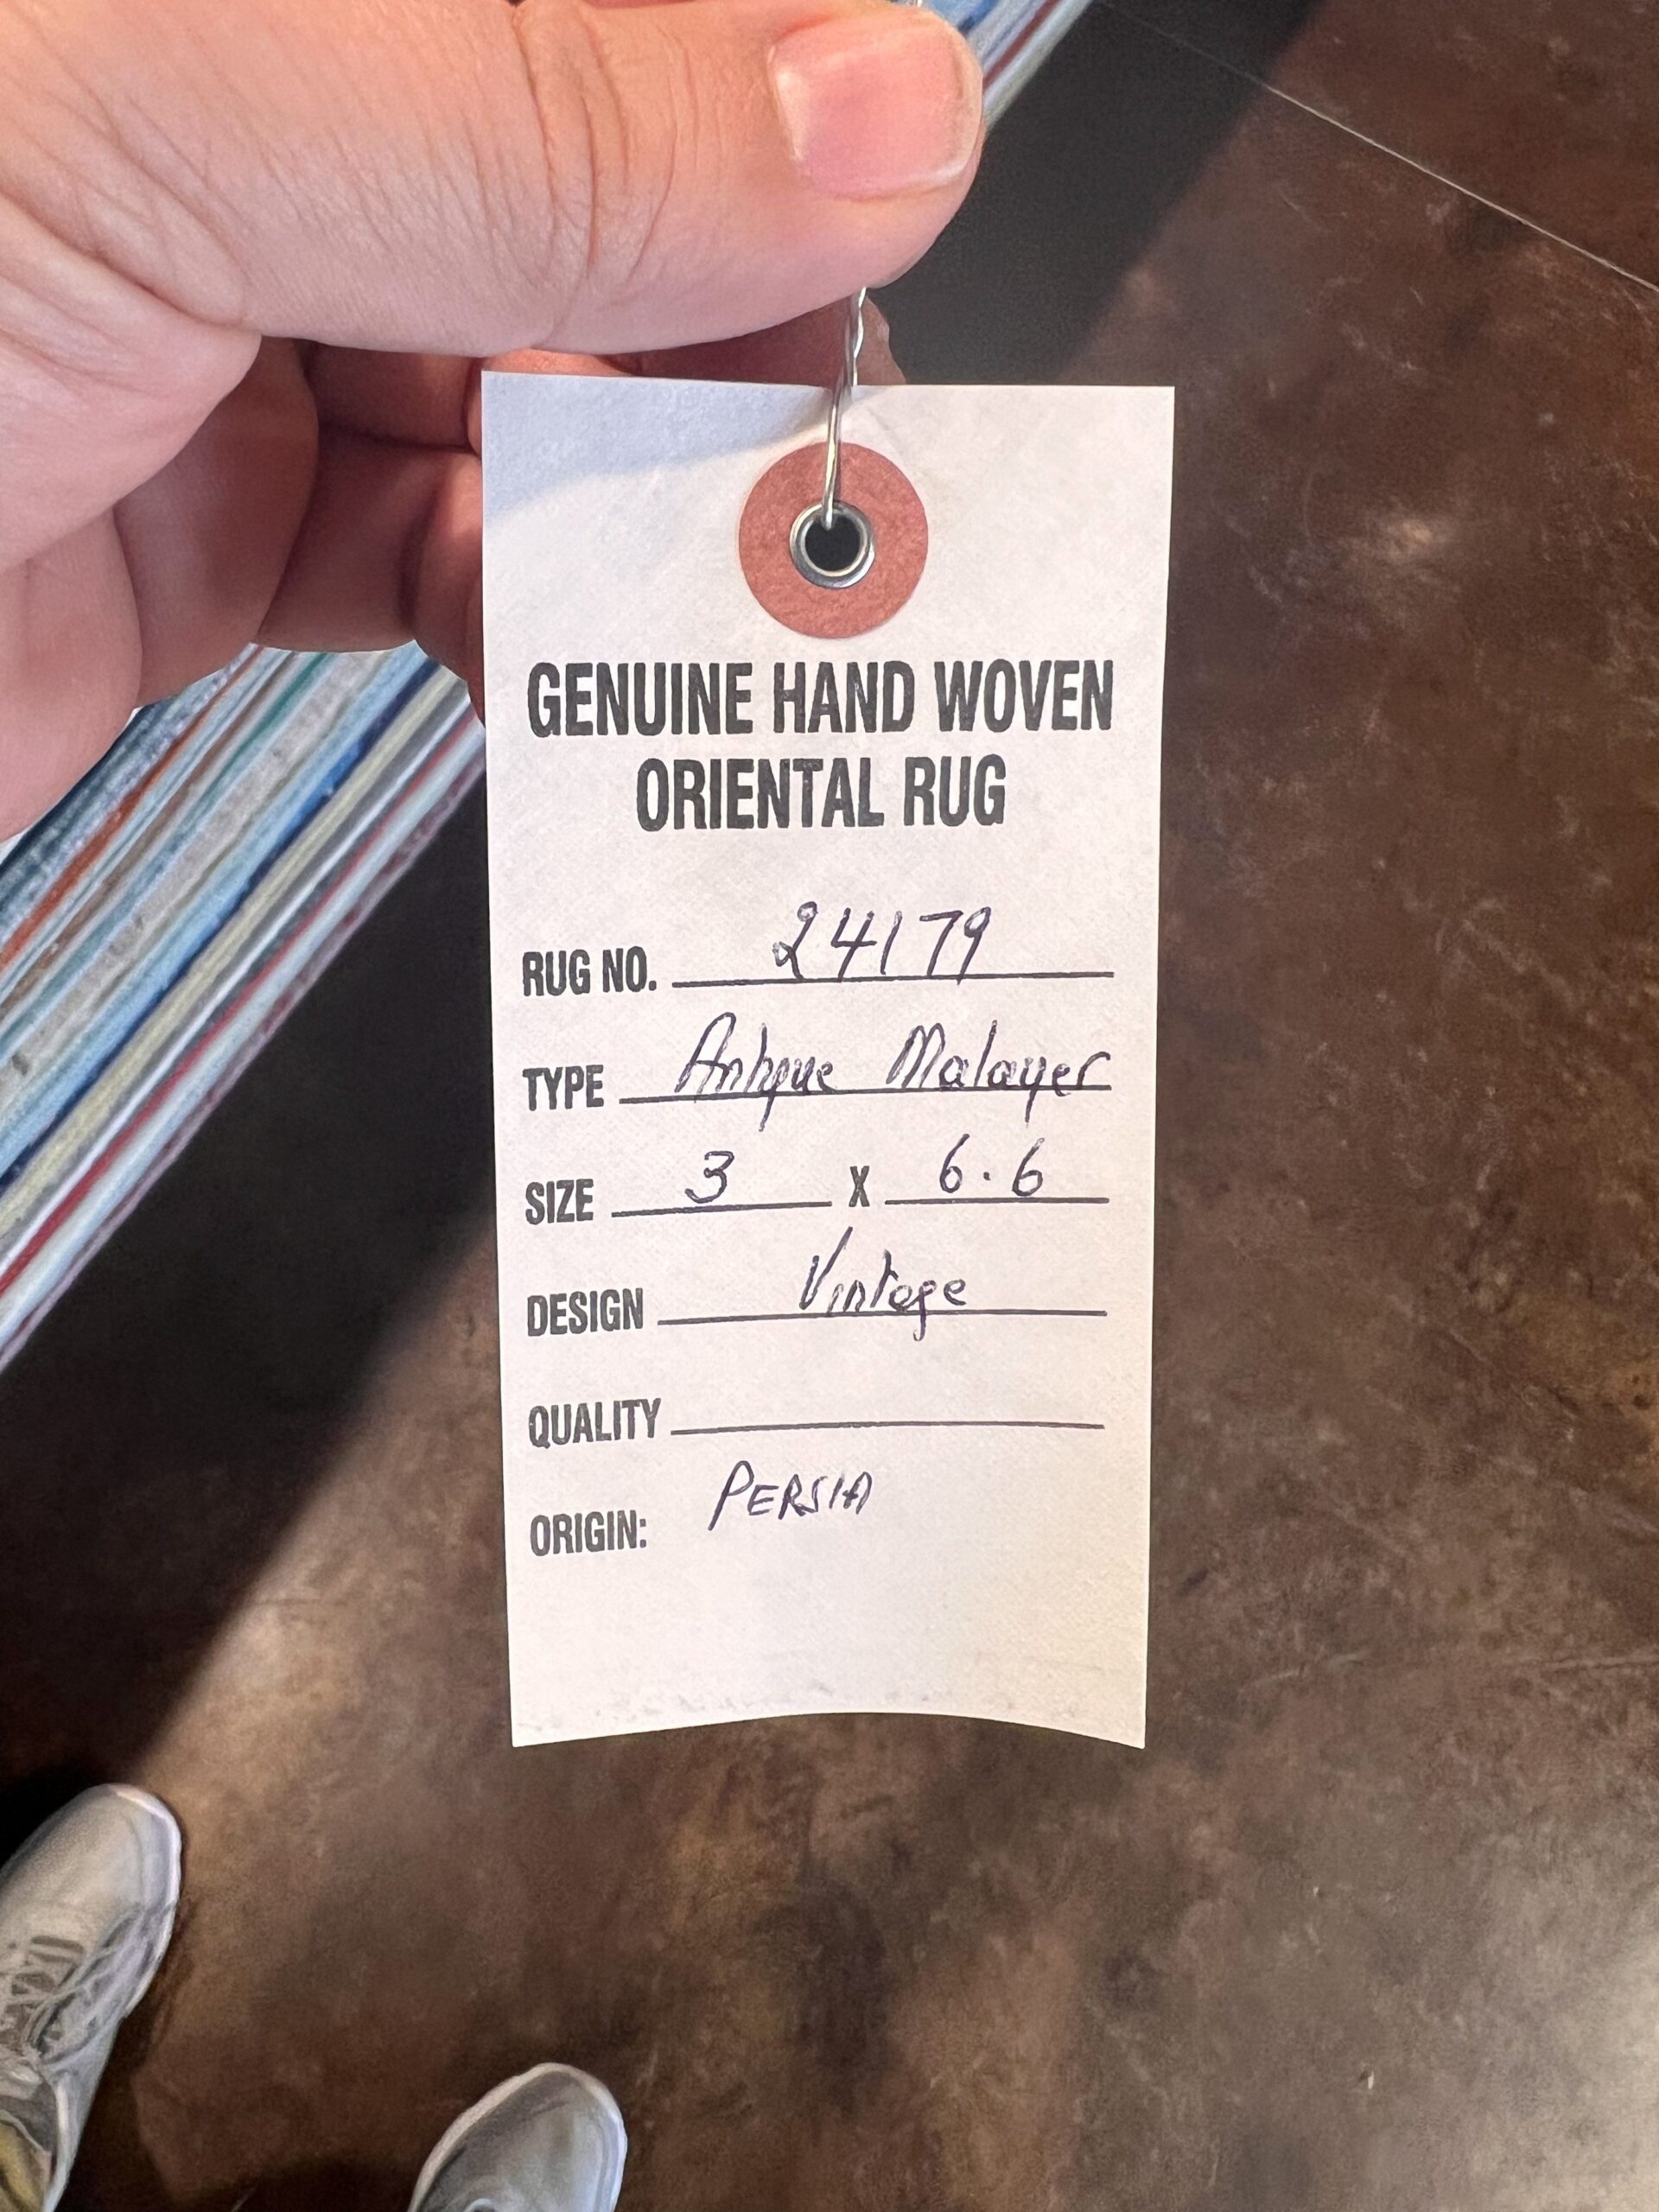 GENUINE HAND WOVEN
ORIENTAL RUG
RUG NO. 24179
TYPE Antique Malayer
SIZE 3 X 6.6
DESIGN Vintage
QUALITY
ORIGIN: PERSIA